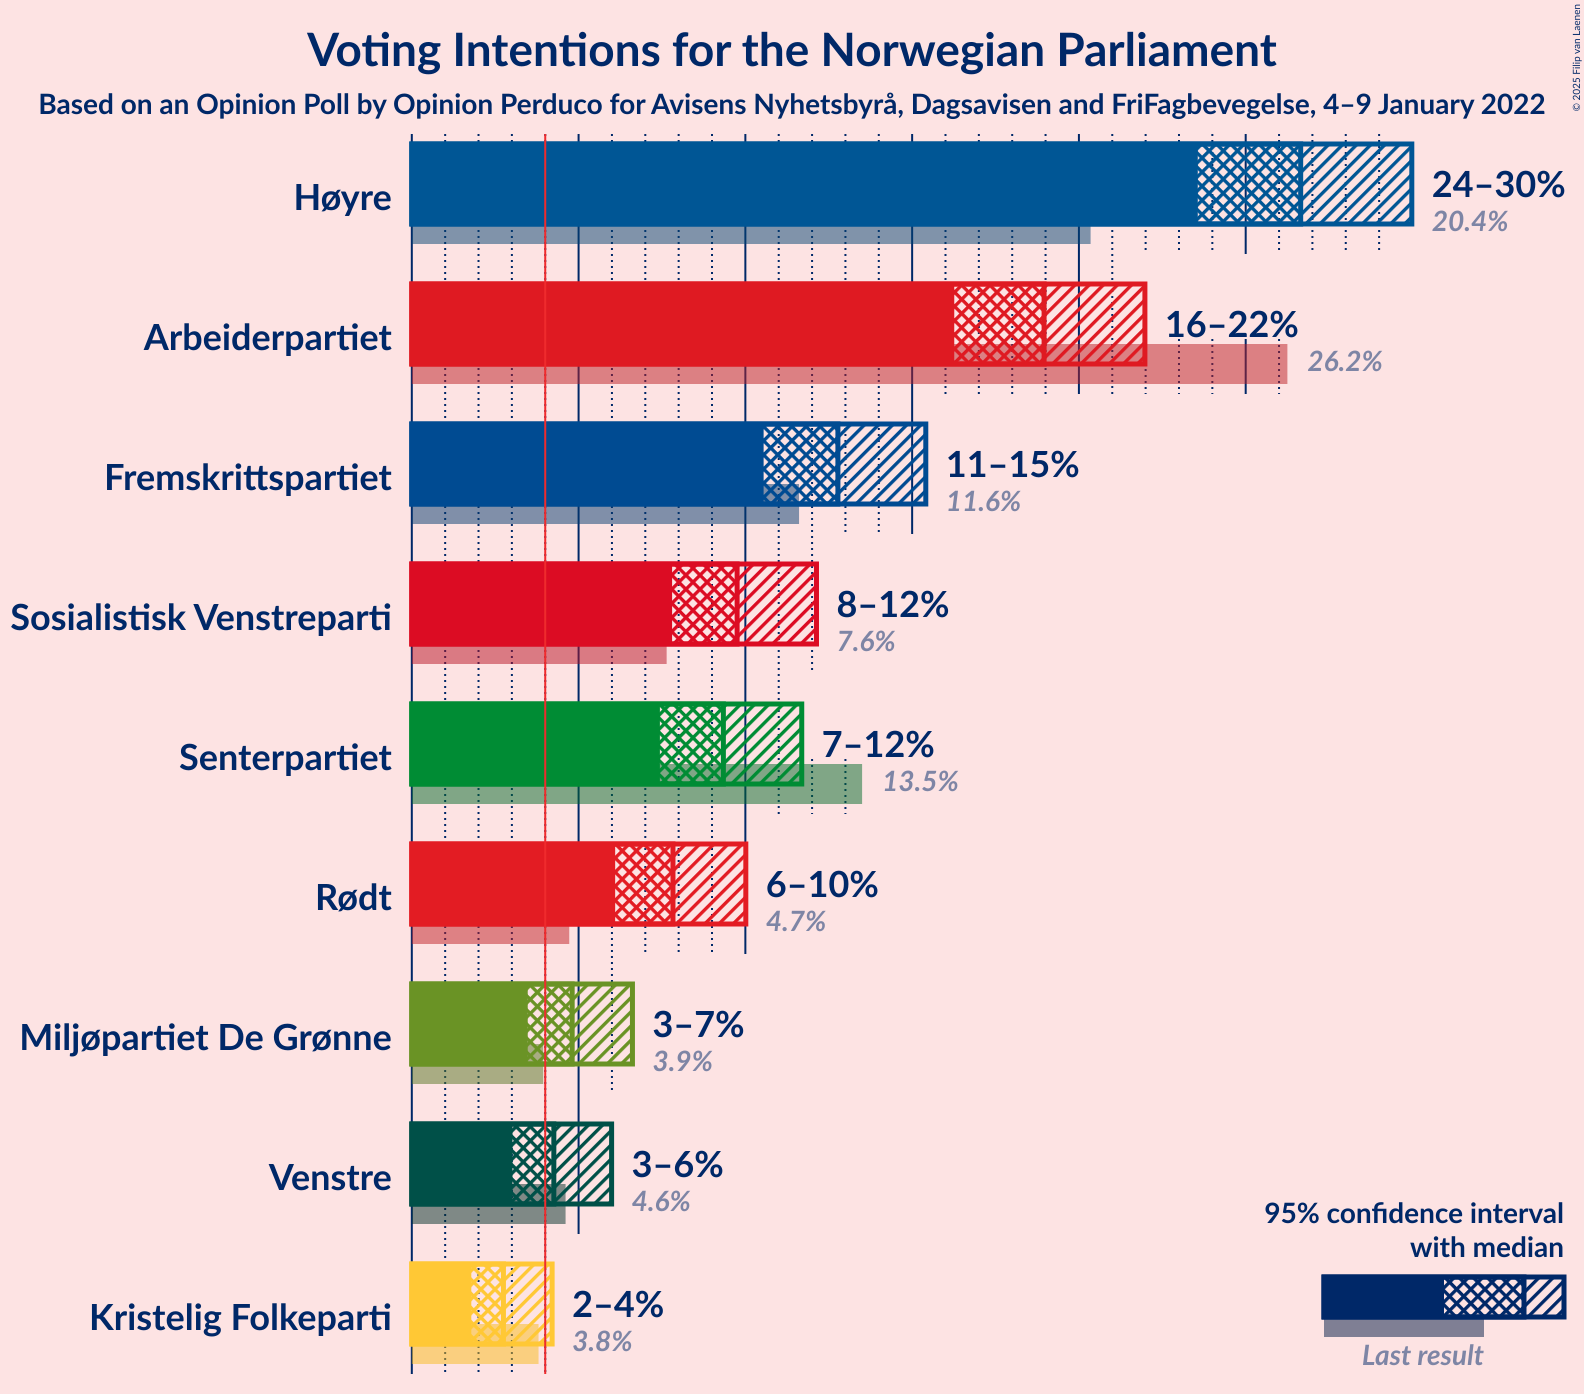 Voting Intentions for the Norwegian Parliament
Based on an Opinion Poll by Opinion Perduco for Avisens Nyhetsbyrå, Dagsavisen and FriFagbevegelse, 4–9 January 2022
© 2025 Filip van Laenen
Høyre
24–30%
20.4%
Arbeiderpartiet
16–22%
26.2%
Fremskrittspartiet
11–15%
11.6%
Sosialistisk Venstreparti
8–12%
7.6%
Senterpartiet
7–12%
13.5%
Rødt
6–10%
4.7%
Miljøpartiet De Grønne
3–7%
3.9%
Venstre
3–6%
4.6%
Kristelig Folkeparti
2–4%
3.8%
95% confidence interval
with median
Last result